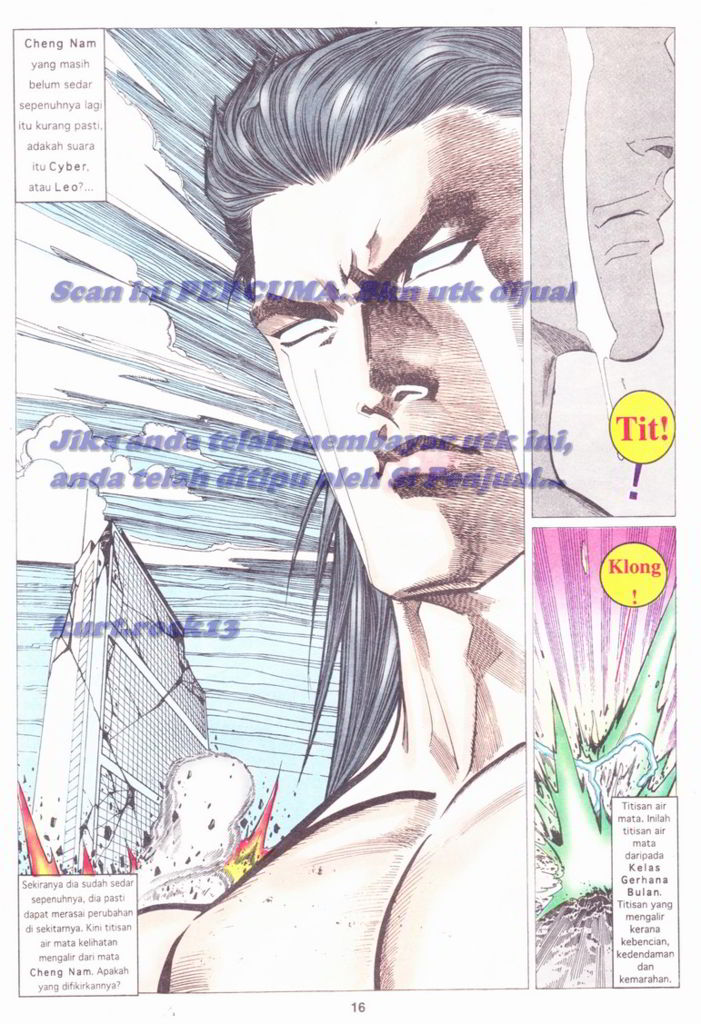 Cheng Nam
yang masih
belum sedar
sepenuhnya lagi
itu kurang pasti,
adakah suara
itu Cyber,
atau Leo?...
Scan ini PERCUMA. Bkn utk dijual
Tit!
!
Jika anda telah membayar utk ini,
anda telah ditipu oleh Si Penjual...
Klong
!
kurt.rock13
Titisan air
mata. Inilah
titisan air
mata
daripada
Kelas
Gerhana
Bulan.
Titisan yang
mengalir
kerana
kebencian,
kedendaman
dan
kemarahan.
Sekiranya dia sudah sedar
sepenuhnya, dia pasti
dapat merasai perubahan
di sekitarnya. Kini titisan
air mata kelihatan
mengalir dari mata
Cheng Nam. Apakah
yang difikirkannya?
16